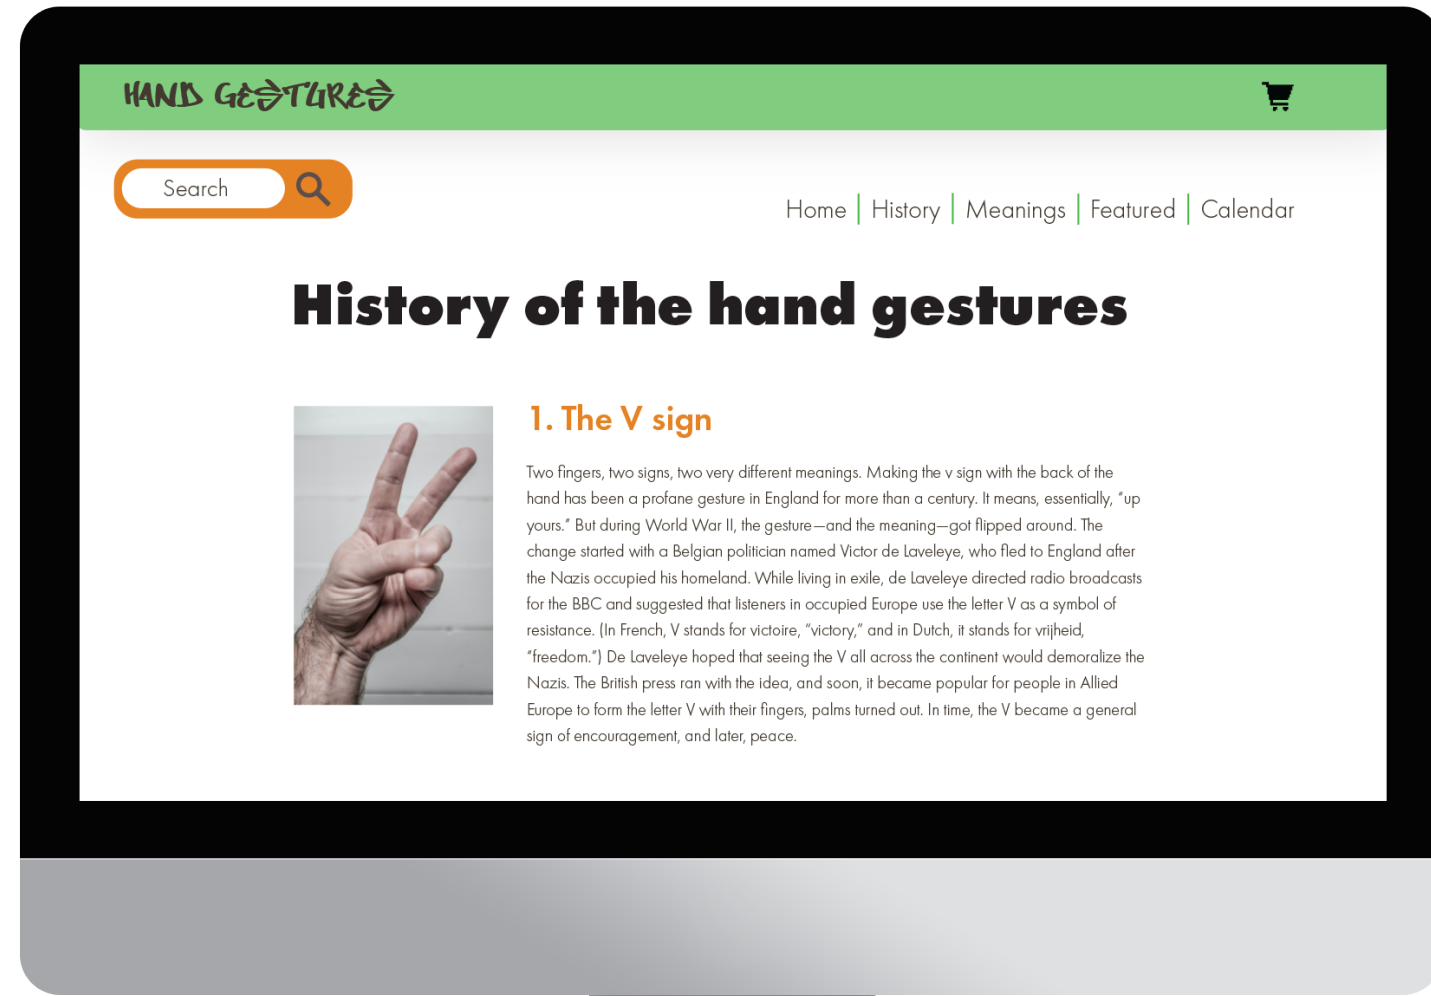 HAND GESTURES
Search
Home | History | Meanings | Featured | Calendar
History of the hand gestures
1. The V sign
Two fingers, two signs, two very different meanings. Making the v sign with the back of the
hand has been a profane gesture in England for more than a century. It means, essentially, “up
yours.” But during World War II, the gesture—and the meaning—got flipped around. The
change started with a Belgian politician named Victor de Laveleye, who fled to England after
the Nazis occupied his homeland. While living in exile, de Laveleye directed radio broadcasts
for the BBC and suggested that listeners in occupied Europe use the letter V as a symbol of
resistance. (In French, V stands for victoire, “victory,” and in Dutch, it stands for vrijheid,
“freedom.”) De Laveleye hoped that seeing the V all across the continent would demoralize the
Nazis. The British press ran with the idea, and soon, it became popular for people in Allied
Europe to form the letter V with their fingers, palms turned out. In time, the V became a general
sign of encouragement, and later, peace.